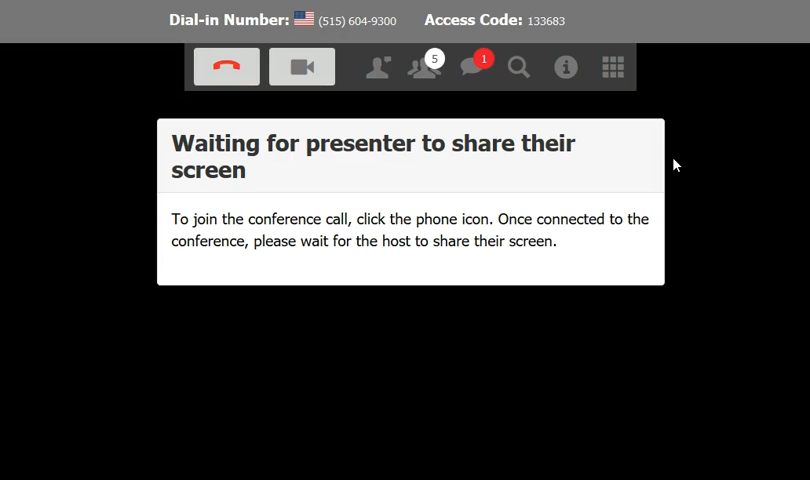 Dial-in Number: (515) 604-9300 Access Code: 133683
5 1
Waiting for presenter to share their
screen
To join the conference call, click the phone icon. Once connected to the
conference, please wait for the host to share their screen.